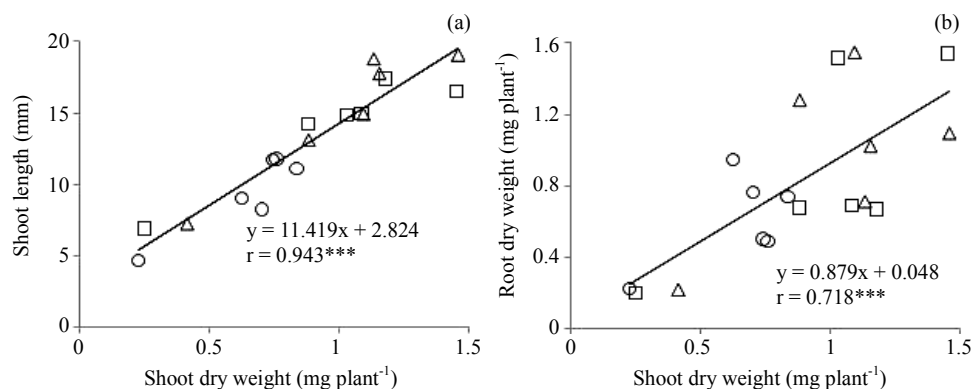 (a)
20
15
10
5
0
Shoot length (mm)
y = 11.419x + 2.824
r = 0.943***
0 0.5 1 1.5
Shoot dry weight (mg plant⁻¹)
(b)
1.6
1.2
0.8
0.4
0
Root dry weight (mg plant⁻¹)
y = 0.879x + 0.048
r = 0.718***
0 0.5 1 1.5
Shoot dry weight (mg plant⁻¹)